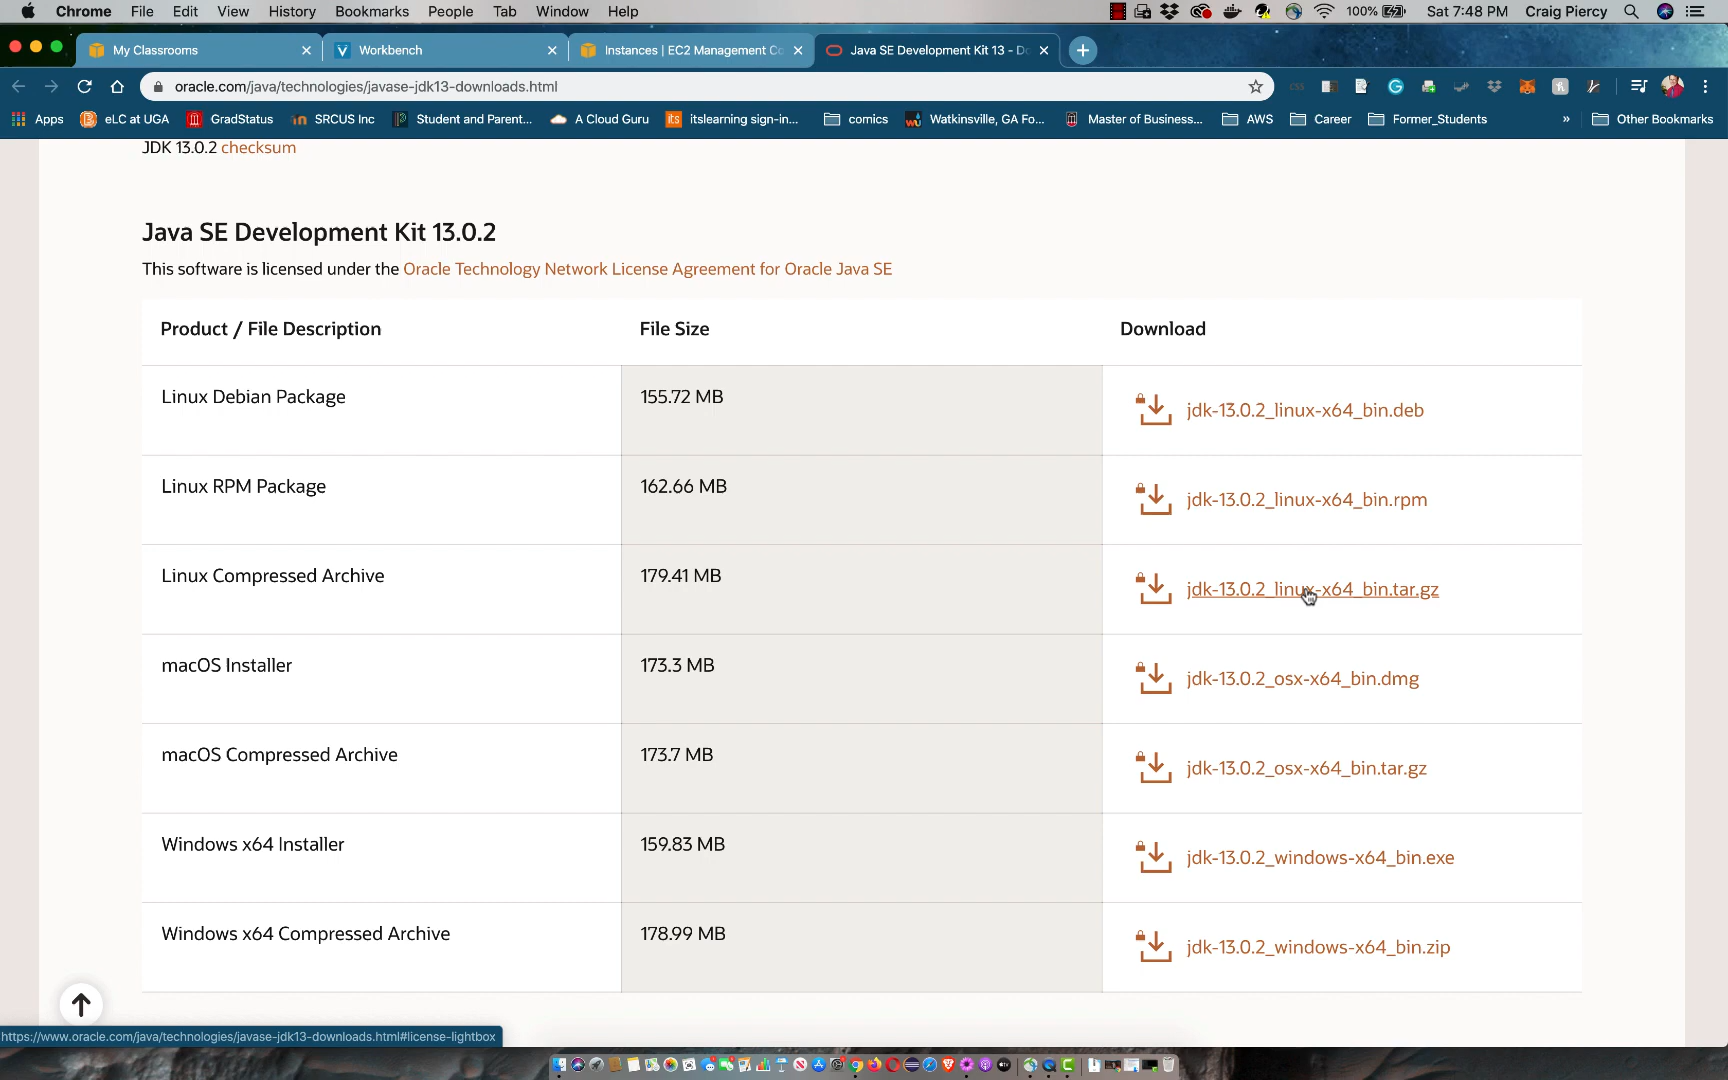 Chrome File Edit View History Bookmarks People Tab Window Help 100% Sat 7:48 PM Craig Piercy
My Classrooms Workbench Instances | EC2 Management Co Java SE Development Kit 13 - Do
oracle.com/java/technologies/javase-jdk13-downloads.html
Apps eLC at UGA GradStatus SRCUS Inc Student and Parent... A Cloud Guru itslearning sign-in... comics Watkinsville, GA Fo... Master of Business... AWS Career Former_Students » Other Bookmarks
JDK 13.0.2 checksum
Java SE Development Kit 13.0.2
This software is licensed under the Oracle Technology Network License Agreement for Oracle Java SE
Product / File Description File Size Download
Linux Debian Package 155.72 MB jdk-13.0.2_linux-x64_bin.deb
Linux RPM Package 162.66 MB jdk-13.0.2_linux-x64_bin.rpm
Linux Compressed Archive 179.41 MB jdk-13.0.2_linux-x64_bin.tar.gz
macOS Installer 173.3 MB jdk-13.0.2_osx-x64_bin.dmg
macOS Compressed Archive 173.7 MB jdk-13.0.2_osx-x64_bin.tar.gz
Windows x64 Installer 159.83 MB jdk-13.0.2_windows-x64_bin.exe
Windows x64 Compressed Archive 178.99 MB jdk-13.0.2_windows-x64_bin.zip
https://www.oracle.com/java/technologies/javase-jdk13-downloads.html#license-lightbox